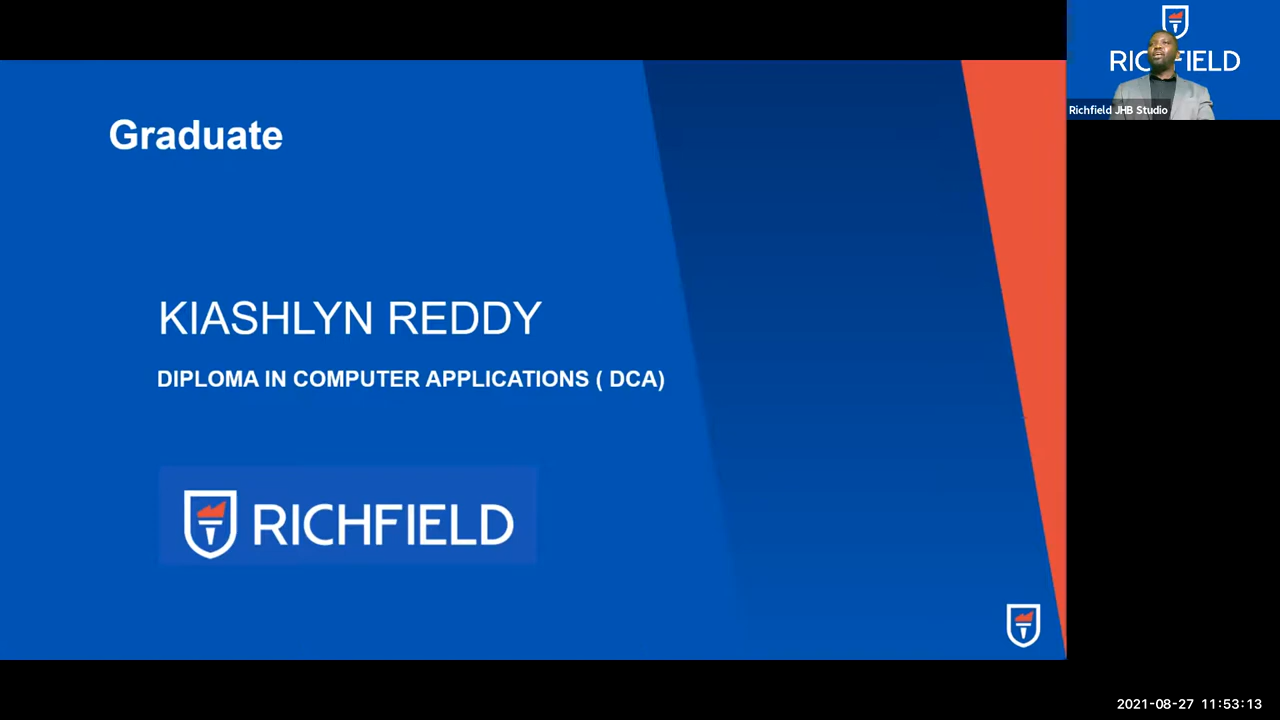 Graduate
KIASHLYN REDDY
DIPLOMA IN COMPUTER APPLICATIONS ( DCA)
RICHFIELD
RICHFIELD
Richfield JHB Studio
2021-08-27 11:53:13